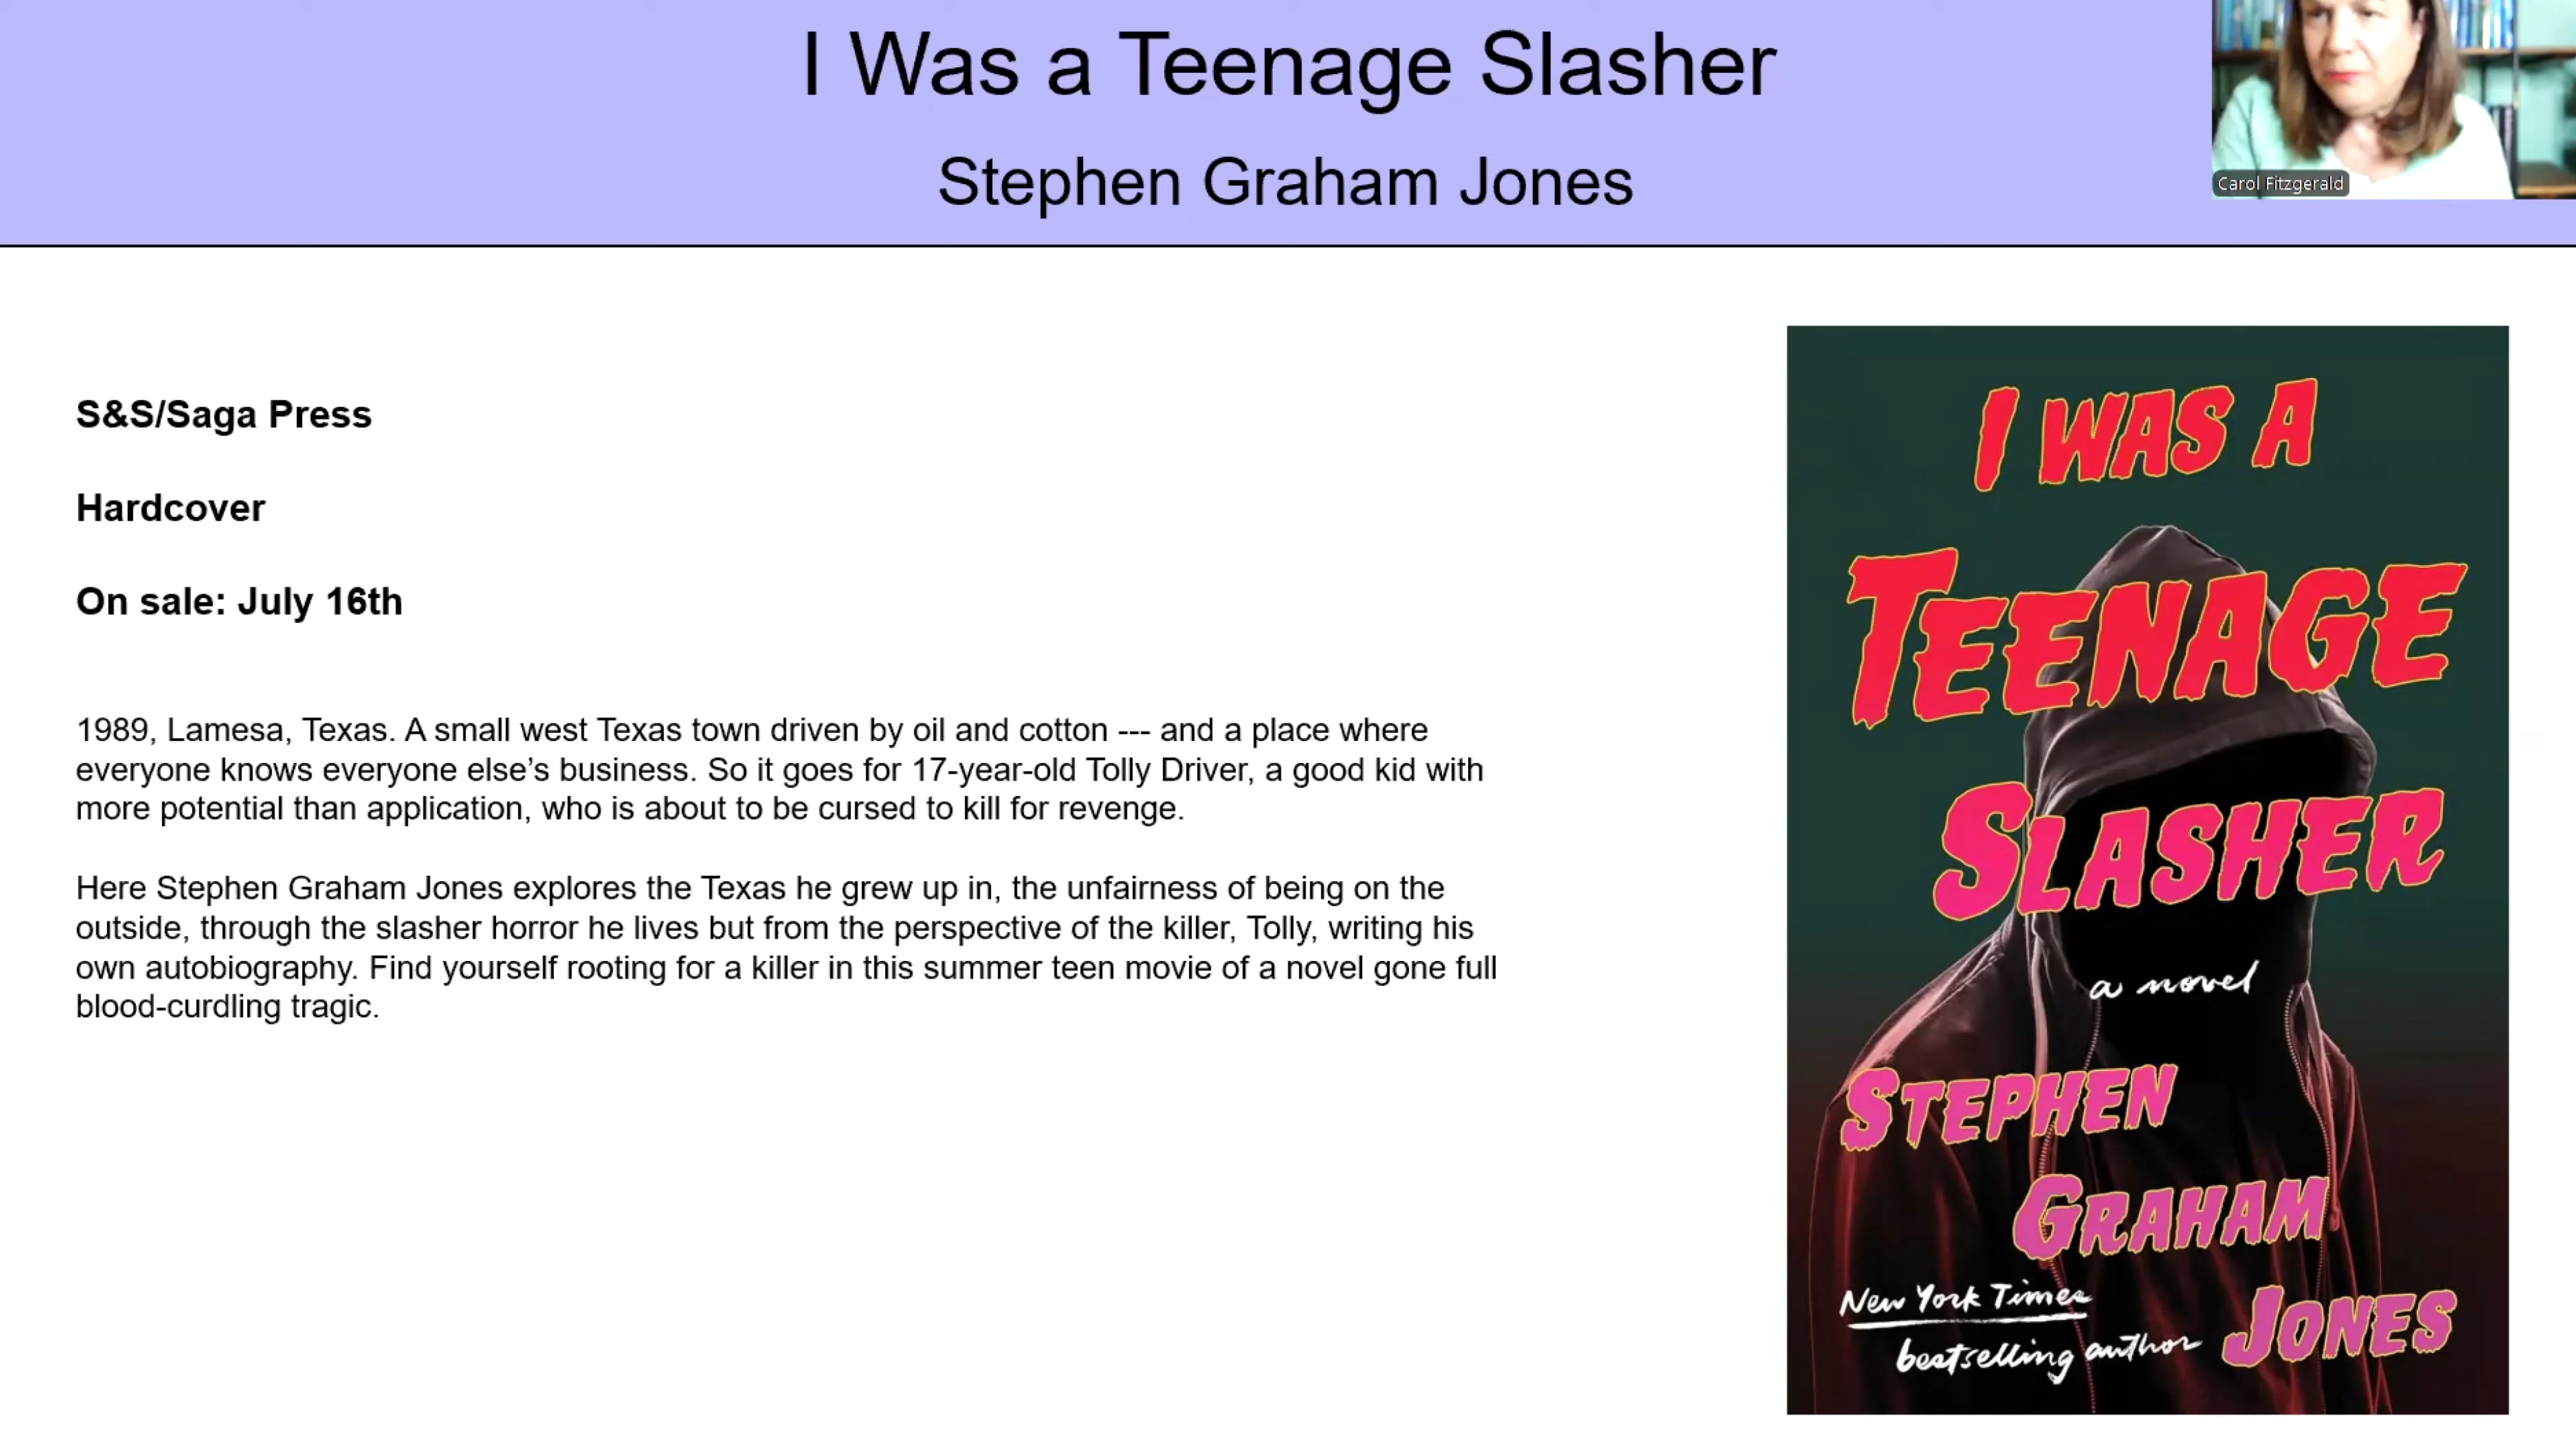 I Was a Teenage Slasher
Stephen Graham Jones
Carol Fitzgerald
S&S/Saga Press
Hardcover
On sale: July 16th
1989, Lamesa, Texas. A small west Texas town driven by oil and cotton --- and a place where
everyone knows everyone else’s business. So it goes for 17-year-old Tolly Driver, a good kid with
more potential than application, who is about to be cursed to kill for revenge.
Here Stephen Graham Jones explores the Texas he grew up in, the unfairness of being on the
outside, through the slasher horror he lives but from the perspective of the killer, Tolly, writing his
own autobiography. Find yourself rooting for a killer in this summer teen movie of a novel gone full
blood-curdling tragic.
I WAS A
TEENAGE
SLASHER
a novel
STEPHEN
GRAHAM
JONES
New York Times
bestselling author